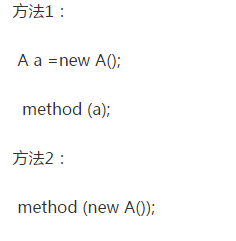 方法1：
A a =new A();
method (a);
方法2：
method (new A());